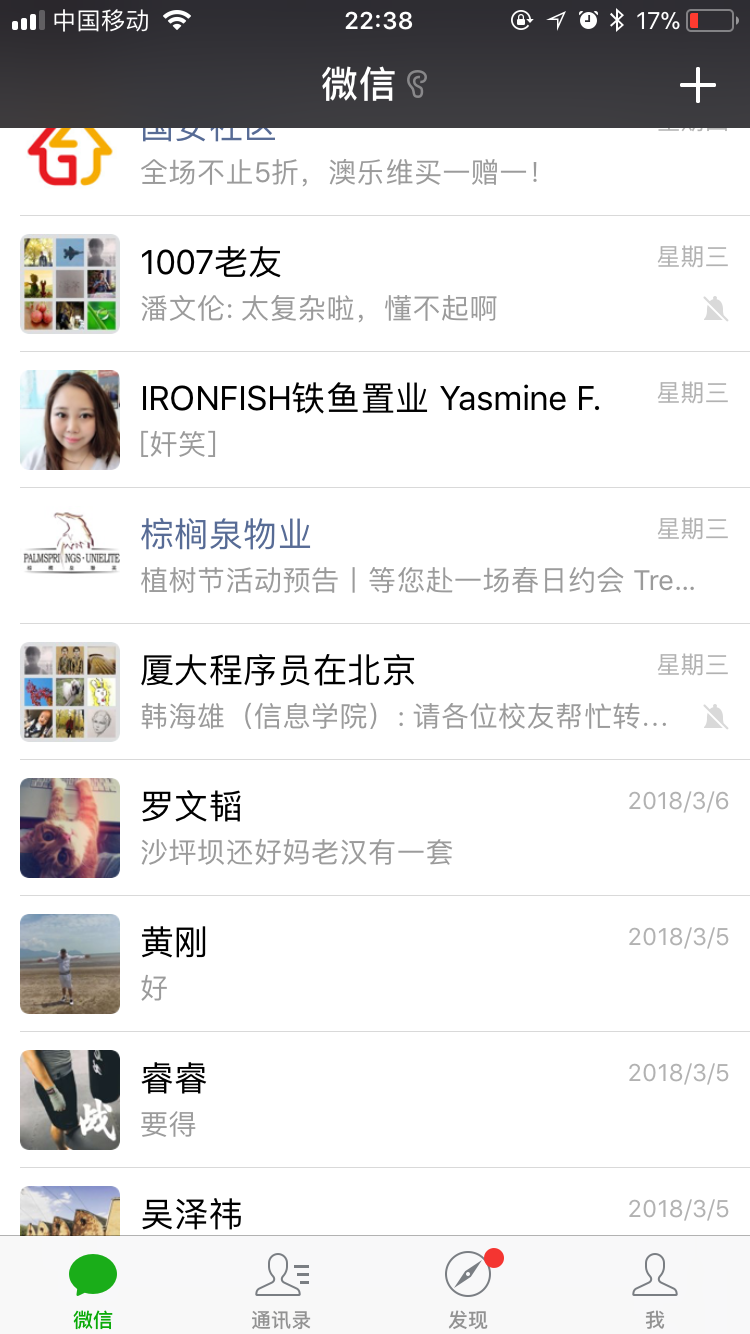 中国移动 22:38 17%
微信
国安社区 星期四
全场不止5折，澳乐维买一赠一！
1007老友 星期三
潘文伦: 太复杂啦，懂不起啊
IRONFISH铁鱼置业 Yasmine F. 星期三
[奸笑]
PALMSPRINGS·UNIELITE
棕榈泉物业 星期三
植树节活动预告丨等您赴一场春日约会 Tre...
厦大程序员在北京 星期三
韩海雄（信息学院）: 请各位校友帮忙转...
罗文韬 2018/3/6
沙坪坝还好妈老汉有一套
黄刚 2018/3/5
好
战
睿睿 2018/3/5
要得
吴泽祎 2018/3/5
微信 通讯录 发现 我